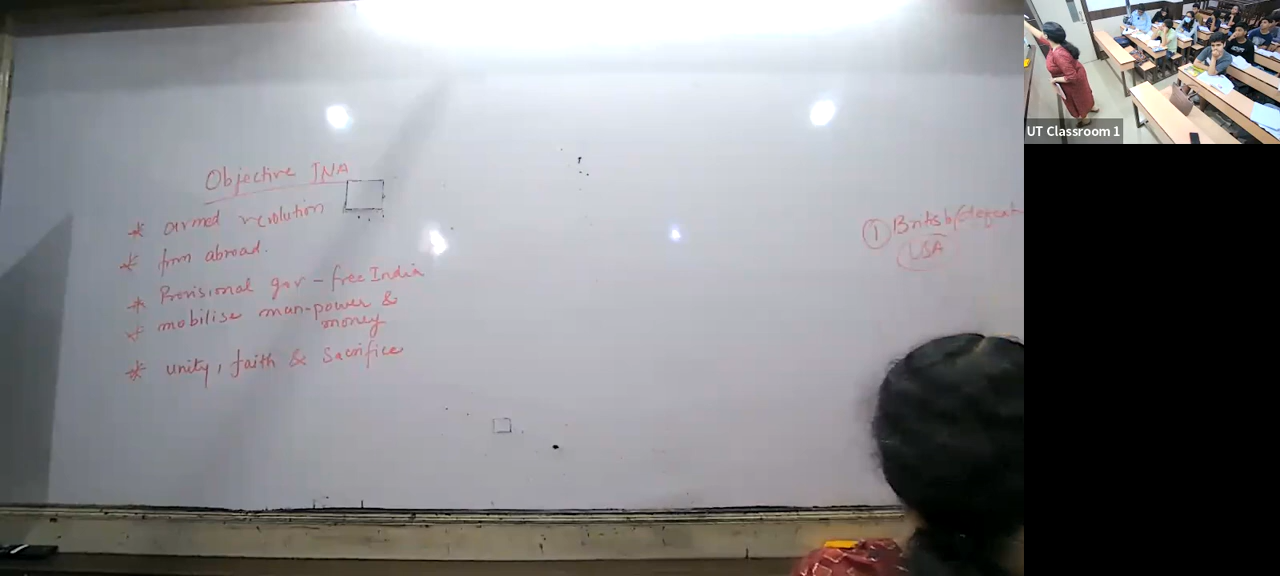 Objective INA
* armed revolution
* from abroad.
* Provisional gov - free India
* mobilise man-power &
money
* unity, faith & Sacrifice
① British/defeat
USA
UT Classroom 1